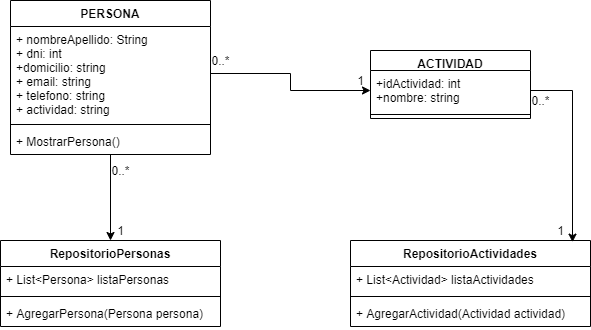 PERSONA
+ nombreApellido: String
+ dni: int
+domicilio: string
+ email: string
+ telefono: string
+ actividad: string
+ MostrarPersona()
0..*
1
ACTIVIDAD
+idActividad: int
+nombre: string
0..*
0..*
1
1
RepositorioPersonas
+ List<Persona> listaPersonas
+ AgregarPersona(Persona persona)
RepositorioActividades
+ List<Actividad> listaActividades
+ AgregarActividad(Actividad actividad)